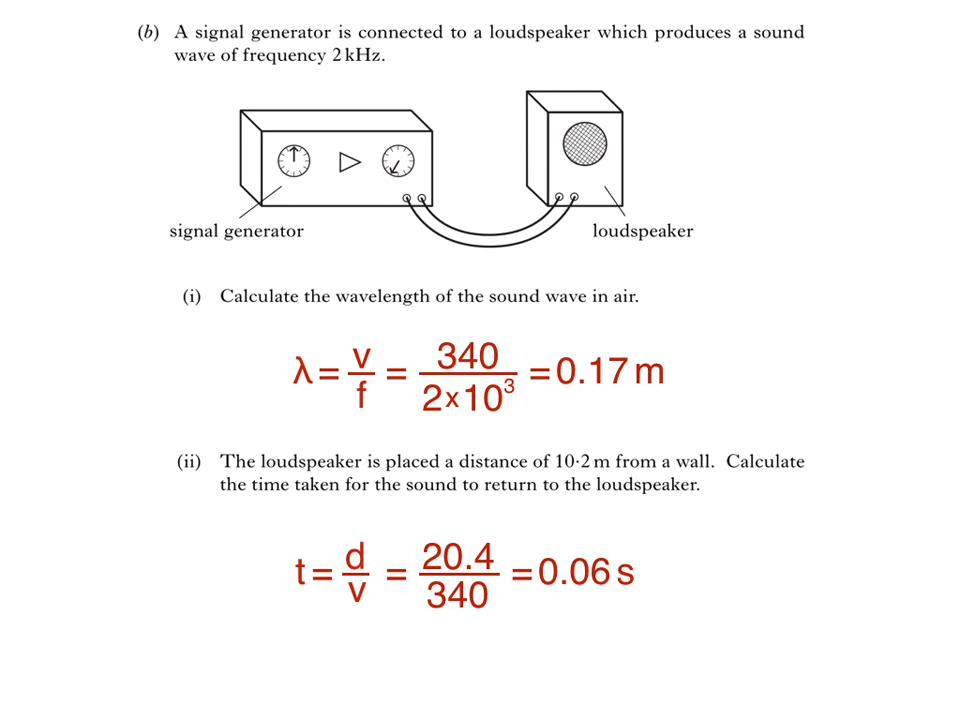 (b) A signal generator is connected to a loudspeaker which produces a sound
wave of frequency 2 kHz.
signal generator
loudspeaker
(i) Calculate the wavelength of the sound wave in air.
λ = v/f = 340/2×10³ = 0.17 m
(ii) The loudspeaker is placed a distance of 10·2 m from a wall. Calculate
the time taken for the sound to return to the loudspeaker.
t = d/v = 20.4/340 = 0.06 s